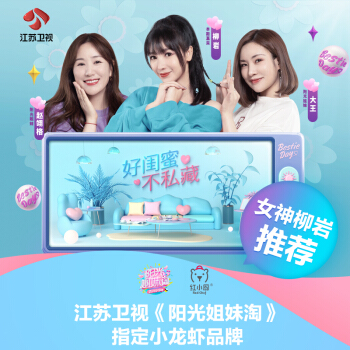 江苏卫视
柳岩
大王
赵婧格
Bestie
Day
好闺蜜
不私藏
女神柳岩
推荐
红小厨
江苏卫视《阳光姐妹淘》
指定小龙虾品牌